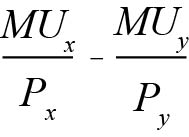 MUx / Px - MUy / Py